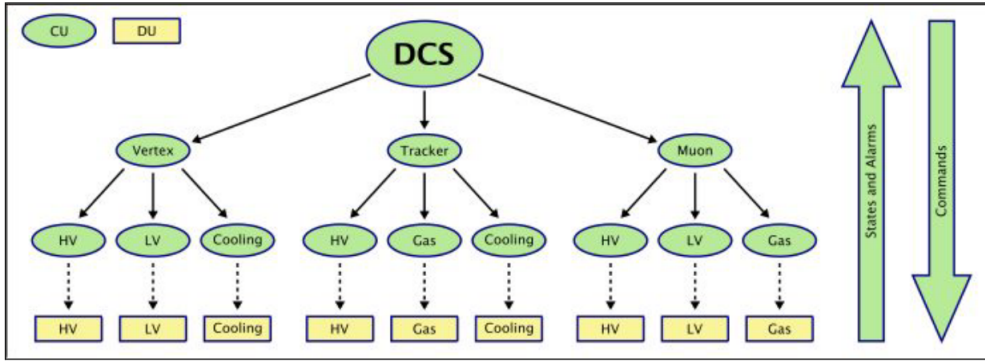 CU DU
DCS
Vertex Tracker Muon
HV LV Cooling HV Gas Cooling HV LV Gas
HV LV Cooling HV Gas Cooling HV LV Gas
States and Alarms
Commands